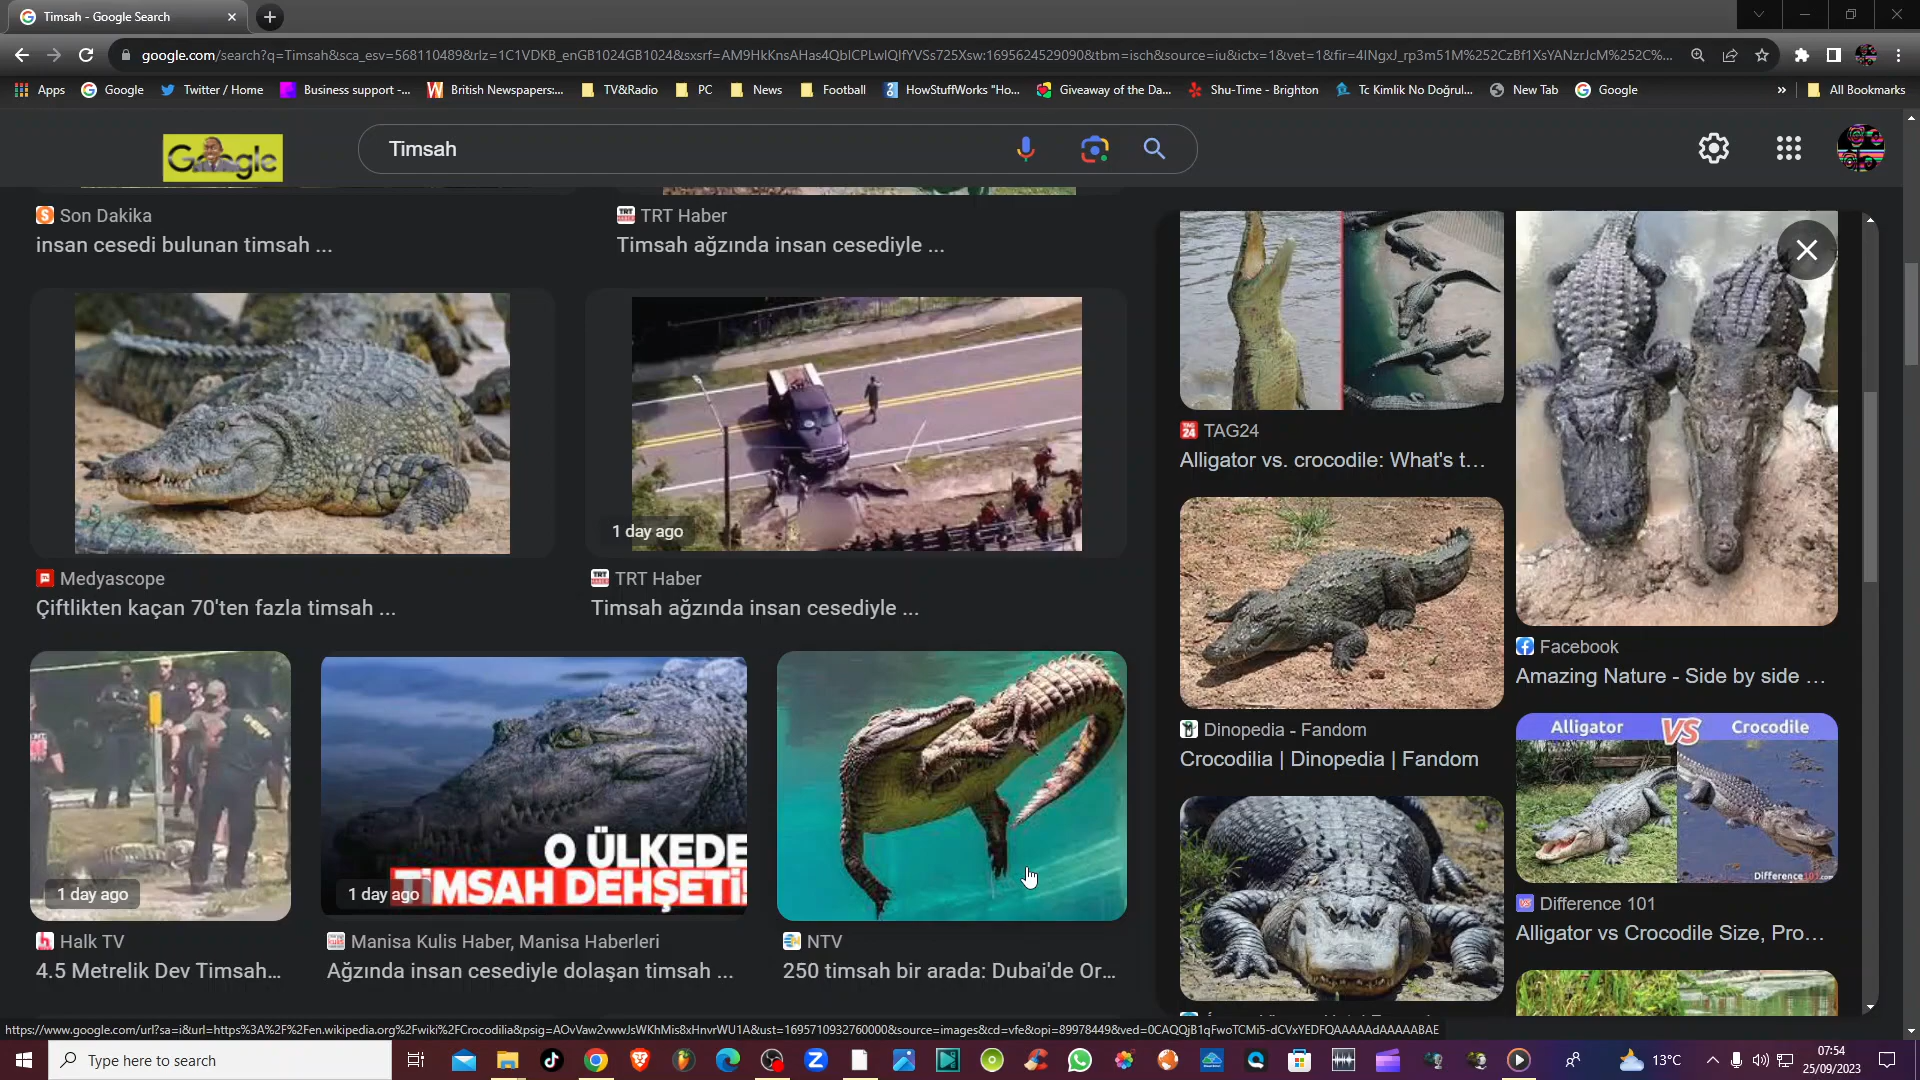 Timsah - Google Search
google.com/search?q=Timsah&sca_esv=568110489&rlz=1C1VDKB_enGB1024GB1024&sxsrf=AM9HkKnsAHas4QblCPLwlQIfYVSs725Xsw:1695624529090&tbm=isch&source=iu&ictx=1&vet=1&fir=4INgxJ_rp3m51M%252CzBf1XsYANzrJcM%252C%...
Apps
Google
Twitter / Home
Business support -...
British Newspapers:...
TV&Radio
PC
News
Football
HowStuffWorks "Ho...
Giveaway of the Da...
Shu-Time - Brighton
Tc Kimlik No Doğrul...
New Tab
Google
»
All Bookmarks
Google
Timsah
Son Dakika
insan cesedi bulunan timsah ...
TRT Haber
Timsah ağzında insan cesediyle ...
Medyascope
Çiftlikten kaçan 70'ten fazla timsah ...
1 day ago
TRT Haber
Timsah ağzında insan cesediyle ...
1 day ago
Halk TV
4.5 Metrelik Dev Timsah...
O ÜLKEDE
TİMSAH DEHŞETİ!
1 day ago
Manisa Kulis Haber, Manisa Haberleri
Ağzında insan cesediyle dolaşan timsah ...
NTV
250 timsah bir arada: Dubai'de Or...
TAG24
Alligator vs. crocodile: What's t...
Dinopedia - Fandom
Crocodilia | Dinopedia | Fandom
Facebook
Amazing Nature - Side by side ...
Alligator VS Crocodile
Difference101.com
Difference 101
Alligator vs Crocodile Size, Pro...
https://www.google.com/url?sa=i&url=https%3A%2F%2Fen.wikipedia.org%2Fwiki%2FCrocodilia&psig=AOvVaw2vwwJsWKhMis8xHnvrWU1A&ust=1695710932760000&source=images&cd=vfe&opi=89978449&ved=0CAQQjB1qFwoTCMi5-dCVxYEDFQAAAAAdAAAAABAE
Type here to search
13°C
07:54
25/09/2023